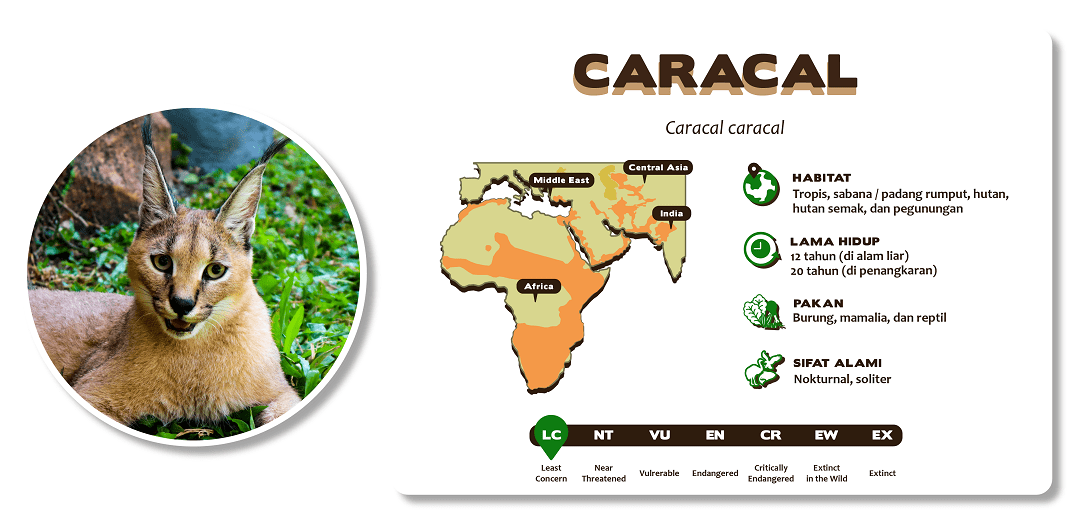 CARACAL
Caracal caracal
Central Asia
Middle East
India
Africa
HABITAT
Tropis, sabana / padang rumput, hutan,
hutan semak, dan pegunungan
LAMA HIDUP
12 tahun (di alam liar)
20 tahun (di penangkaran)
PAKAN
Burung, mamalia, dan reptil
SIFAT ALAMI
Nokturnal, soliter
LC NT VU EN CR EW EX
Least Concern
Near Threatened
Vulrerable
Endangered
Critically Endangered
Extinct in the Wild
Extinct